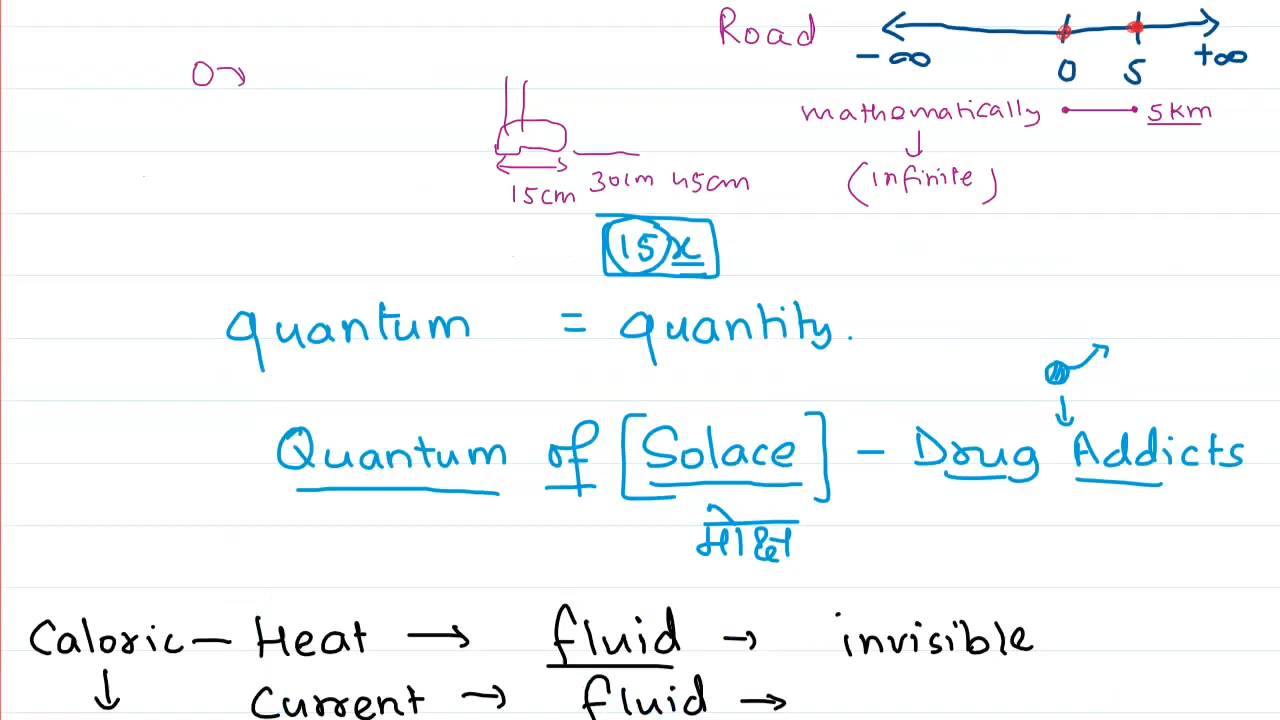 Road
-∞ 0 5 +∞
0→
mathematically 5km
↓
(infinite)
15cm 30cm 45cm
15x
quantum = quantity.
Quantum of [Solace] - Drug Addicts
मोक्ष
Caloric - Heat → fluid → invisible
↓ Current → fluid →